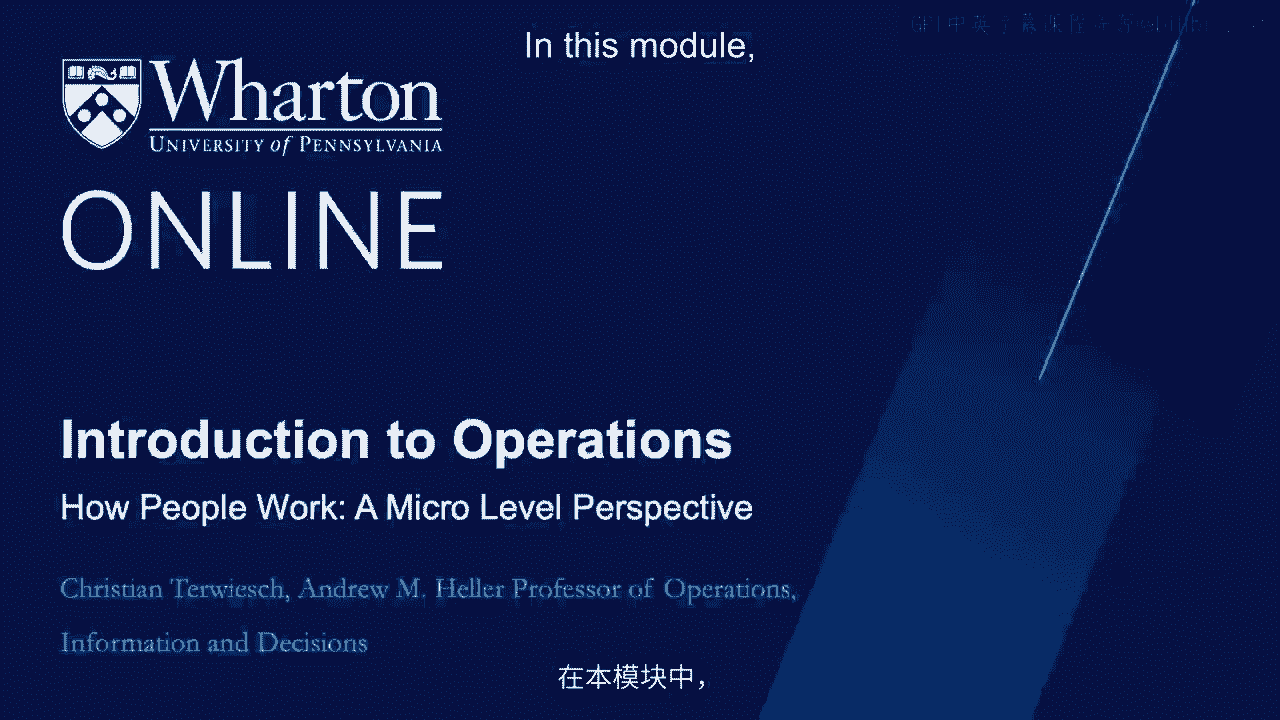 In this module,
Wharton
UNIVERSITY of PENNSYLVANIA
ONLINE
Introduction to Operations
How People Work: A Micro Level Perspective
Christian Terwiesch, Andrew M. Heller Professor of Operations,
Information and Decisions
在本模块中，